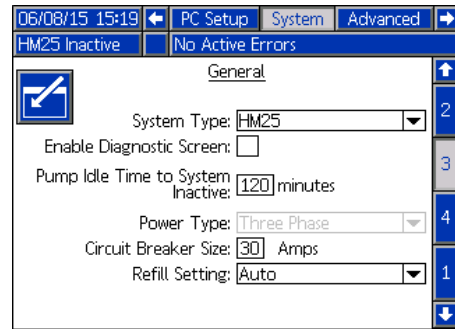 06/08/15 15:19 PC Setup System Advanced
HM25 Inactive No Active Errors
General
System Type: HM25
Enable Diagnostic Screen:
Pump Idle Time to System
Inactive: 120 minutes
Power Type: Three Phase
Circuit Breaker Size: 30 Amps
Refill Setting: Auto
2
3
4
1